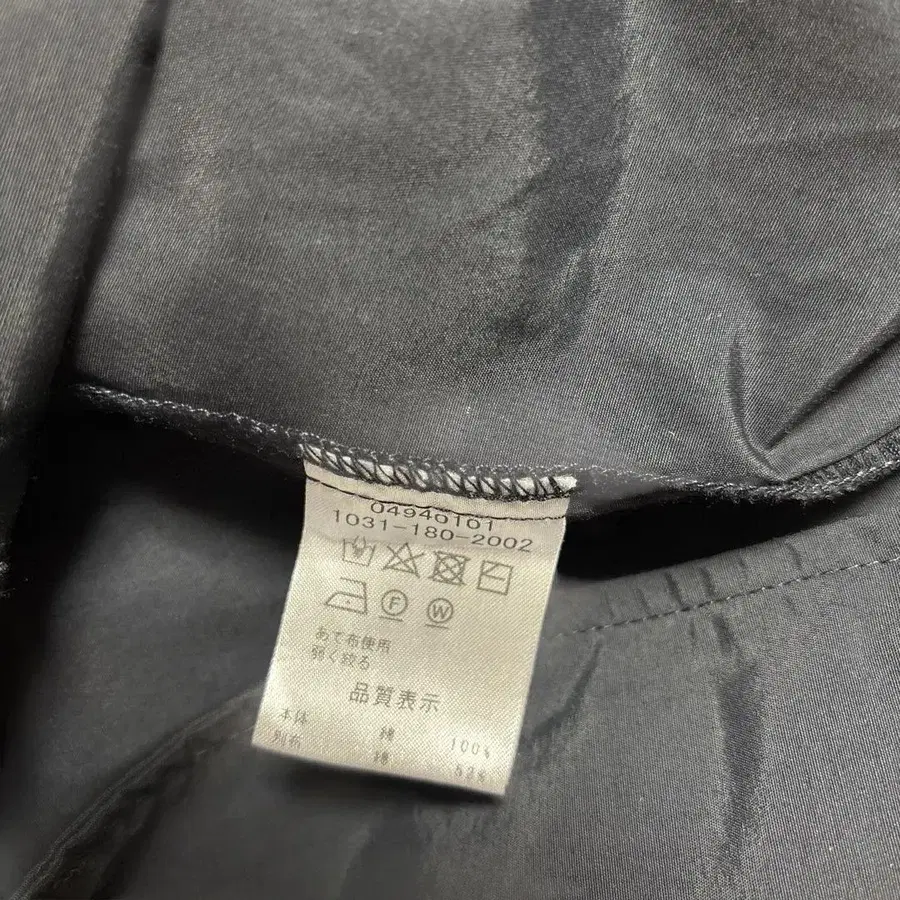 04940101
1031-180-2002
F W
あて布使用
弱く絞る
品質表示
本体 綿 100%
別布 綿 52%